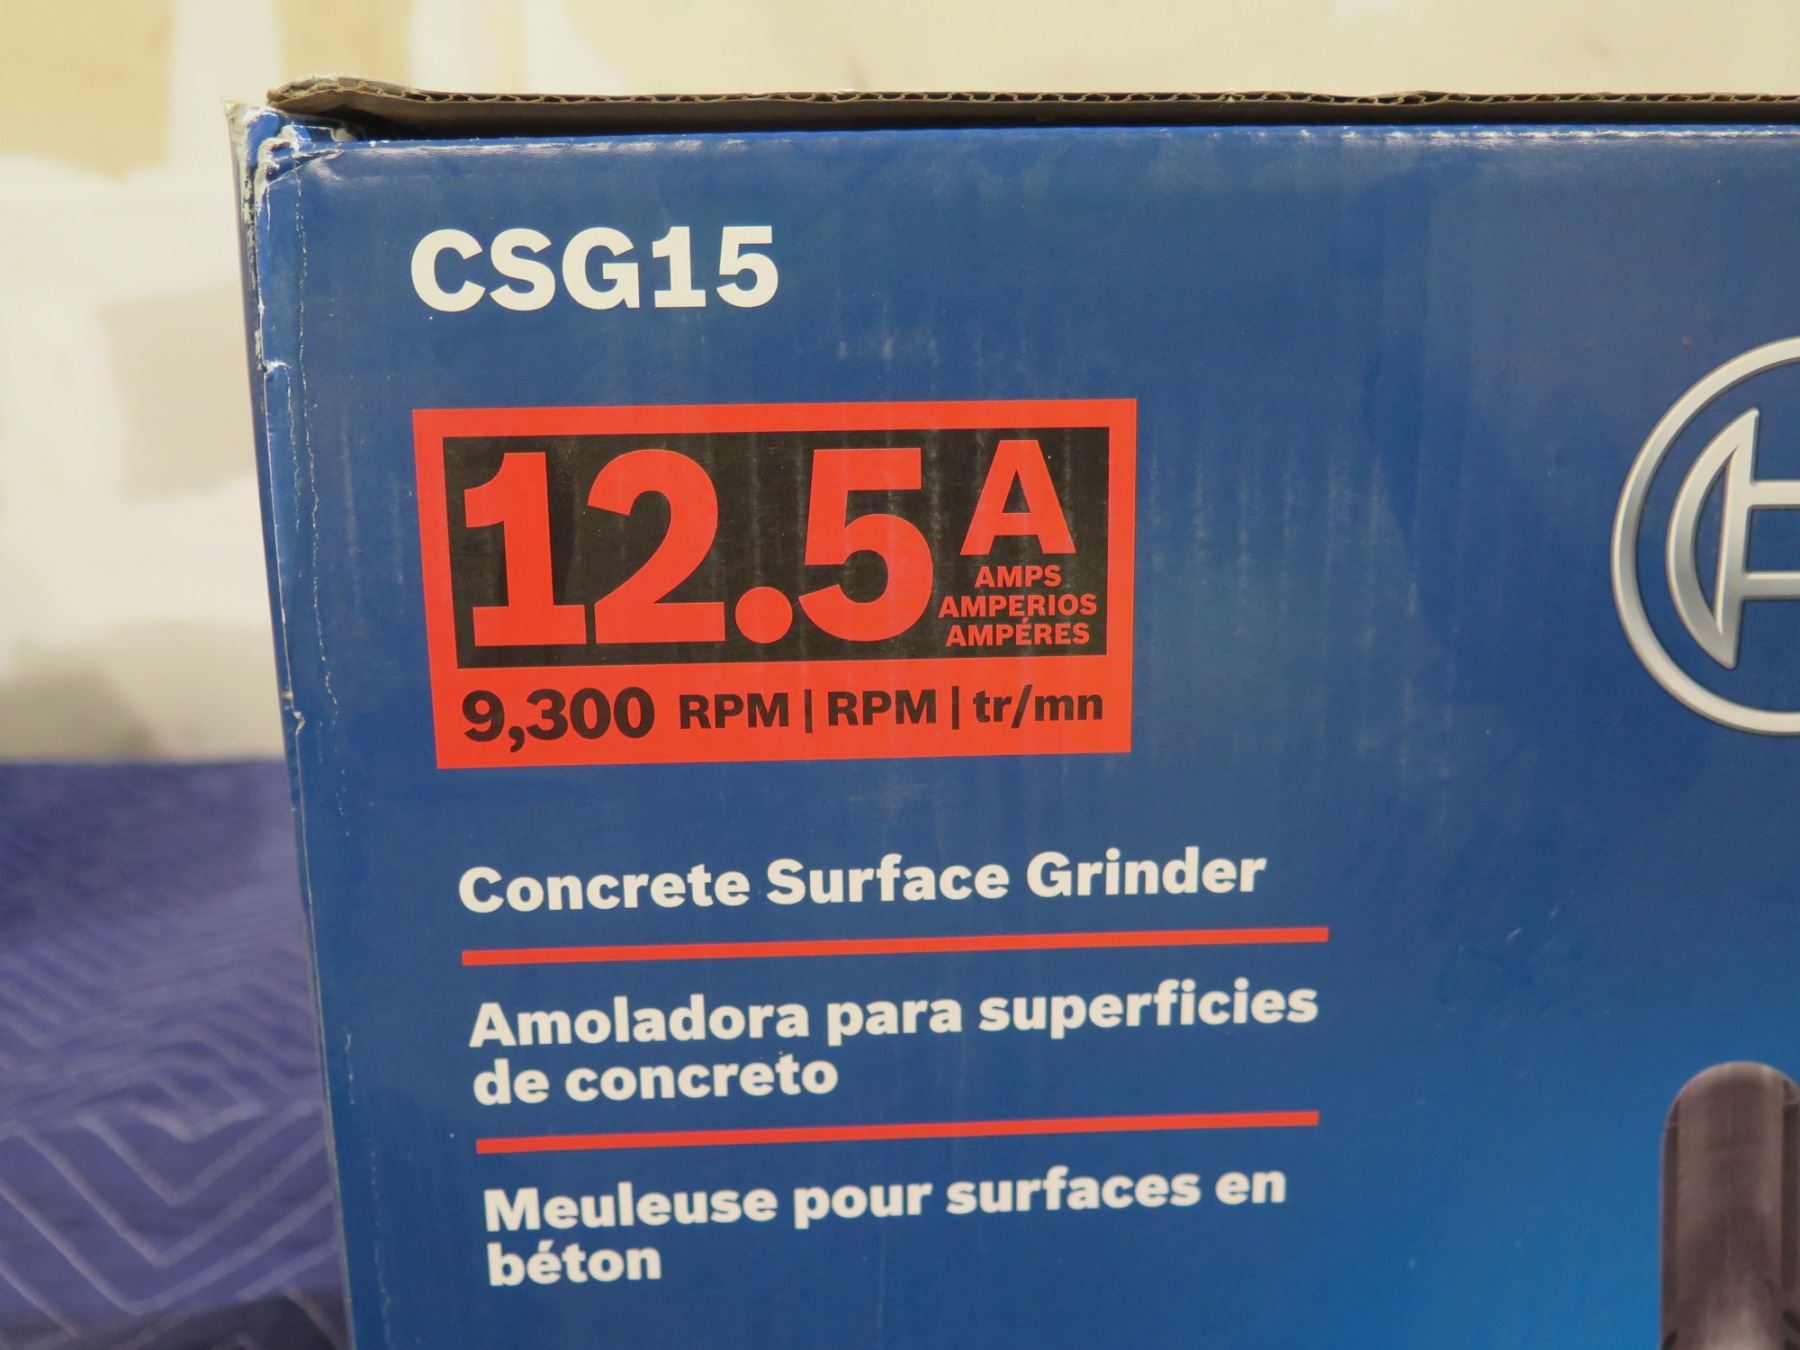 CSG15
12.5 A
AMPS
AMPERIOS
AMPÉRES
9,300 RPM | RPM | tr/mn
Concrete Surface Grinder
Amoladora para superficies
de concreto
Meuleuse pour surfaces en
béton